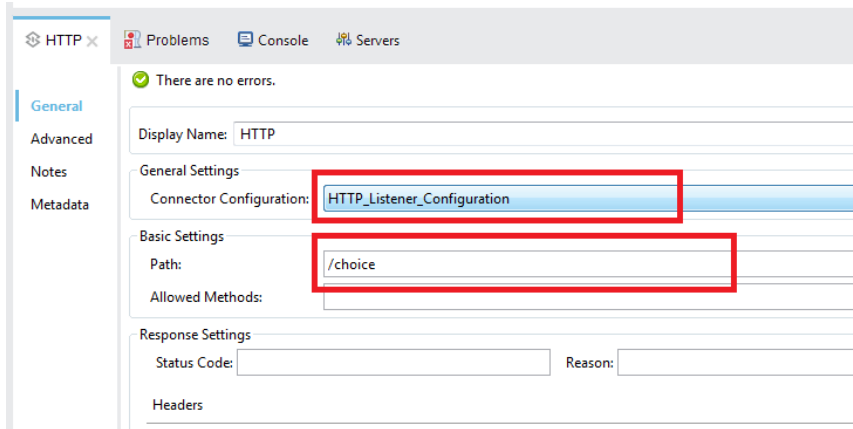 HTTP Problems Console Servers
There are no errors.
General
Advanced
Notes
Metadata
Display Name: HTTP
General Settings
Connector Configuration: HTTP_Listener_Configuration
Basic Settings
Path: /choice
Allowed Methods:
Response Settings
Status Code: Reason:
Headers